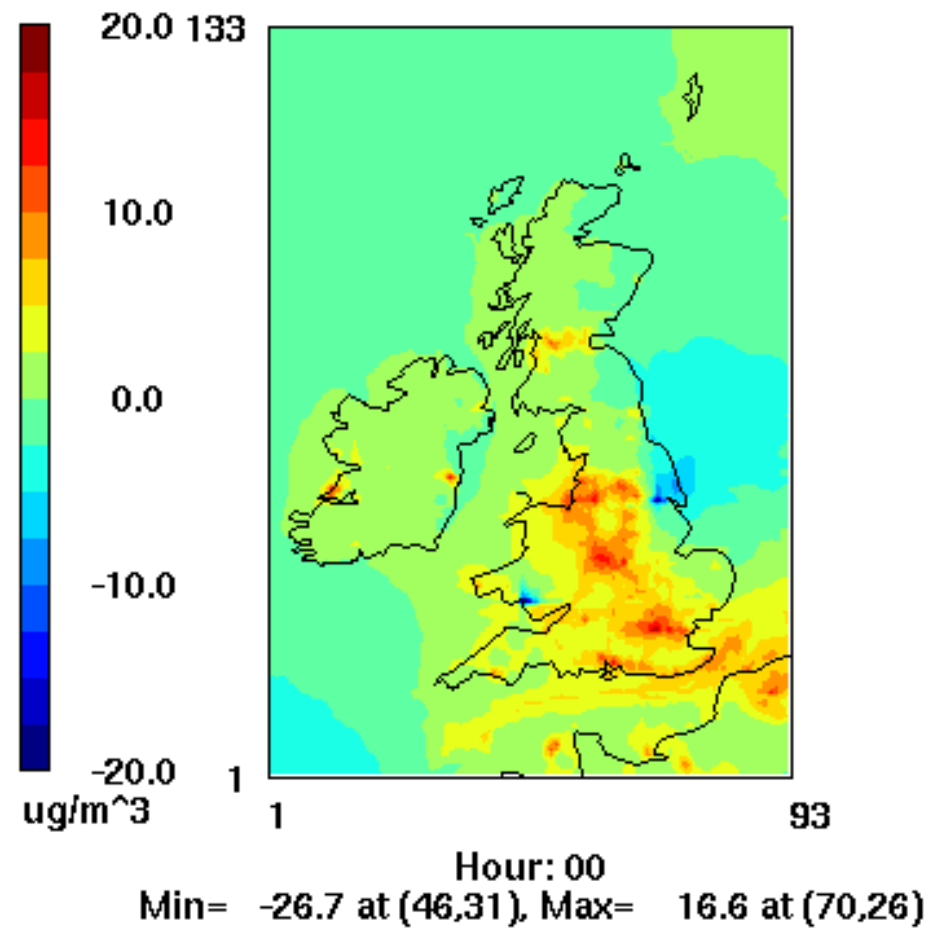 20.0 133
10.0
0.0
-10.0
-20.0 1
ug/m^3
1 93
Hour: 00
Min= -26.7 at (46,31), Max= 16.6 at (70,26)